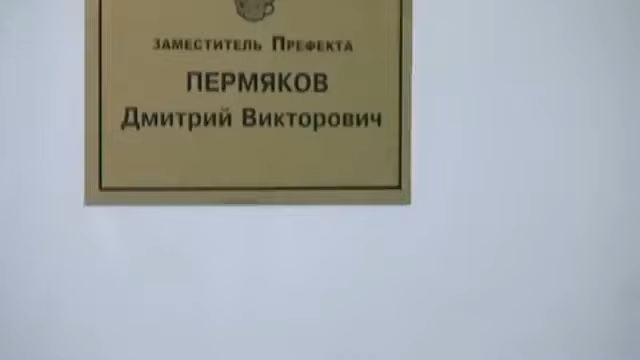 Заместитель Префекта
ПЕРМЯКОВ
Дмитрий Викторович